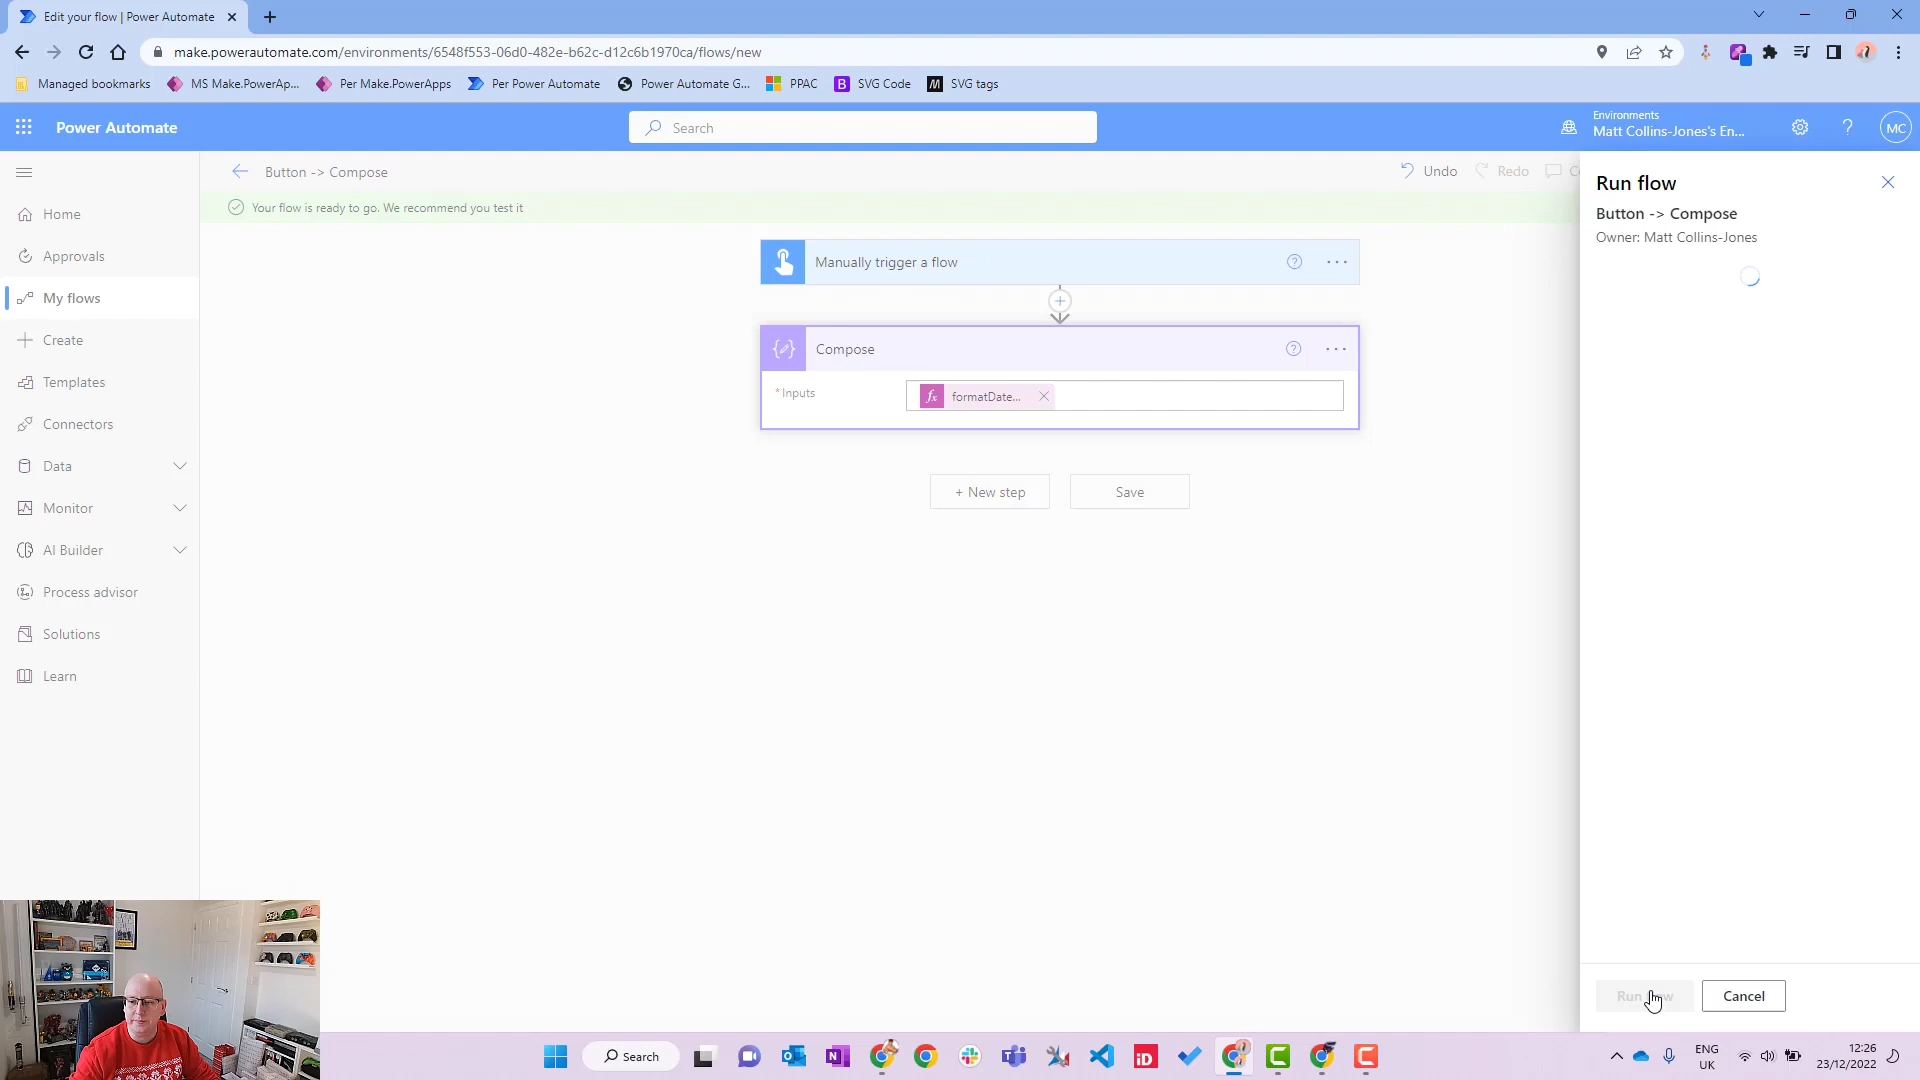 Edit your flow | Power Automate
make.powerautomate.com/environments/6548f553-06d0-482e-b62c-d12c6b1970ca/flows/new
Managed bookmarks
MS Make.PowerAp...
Per Make.PowerApps
Per Power Automate
Power Automate G...
PPAC
B
SVG Code
M
SVG tags
Power Automate
Search
Environments
Matt Collins-Jones's En...
MC
Button -> Compose
Undo
Redo
Your flow is ready to go. We recommend you test it
Home
Approvals
My flows
Create
Templates
Connectors
Data
Monitor
AI Builder
Process advisor
Solutions
Learn
Manually trigger a flow
Compose
* Inputs
fx
formatDate...
+ New step
Save
Run flow
Button -> Compose
Owner: Matt Collins-Jones
Cancel
Search
iD
ENG
UK
12:26
23/12/2022